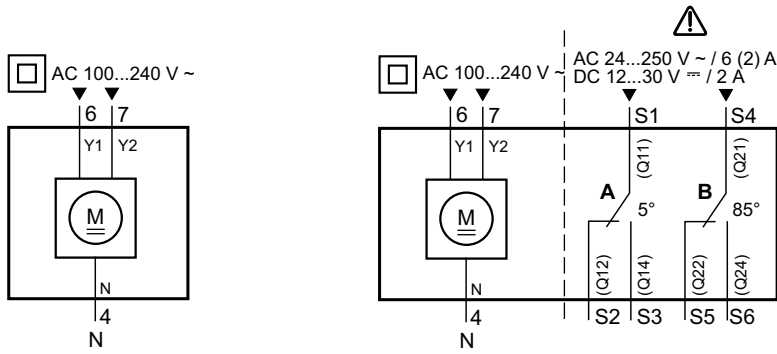 AC 100...240 V ~
6 7
Y1 Y2
M
N
4
N
AC 100...240 V ~
AC 24...250 V ~ / 6 (2) A
DC 12...30 V ⎓ / 2 A
6 7
S1
S4
Y1 Y2
(Q11)
(Q21)
A
5°
B
85°
M
N
(Q12)
(Q14)
(Q22)
(Q24)
4
S2
S3
S5
S6
N